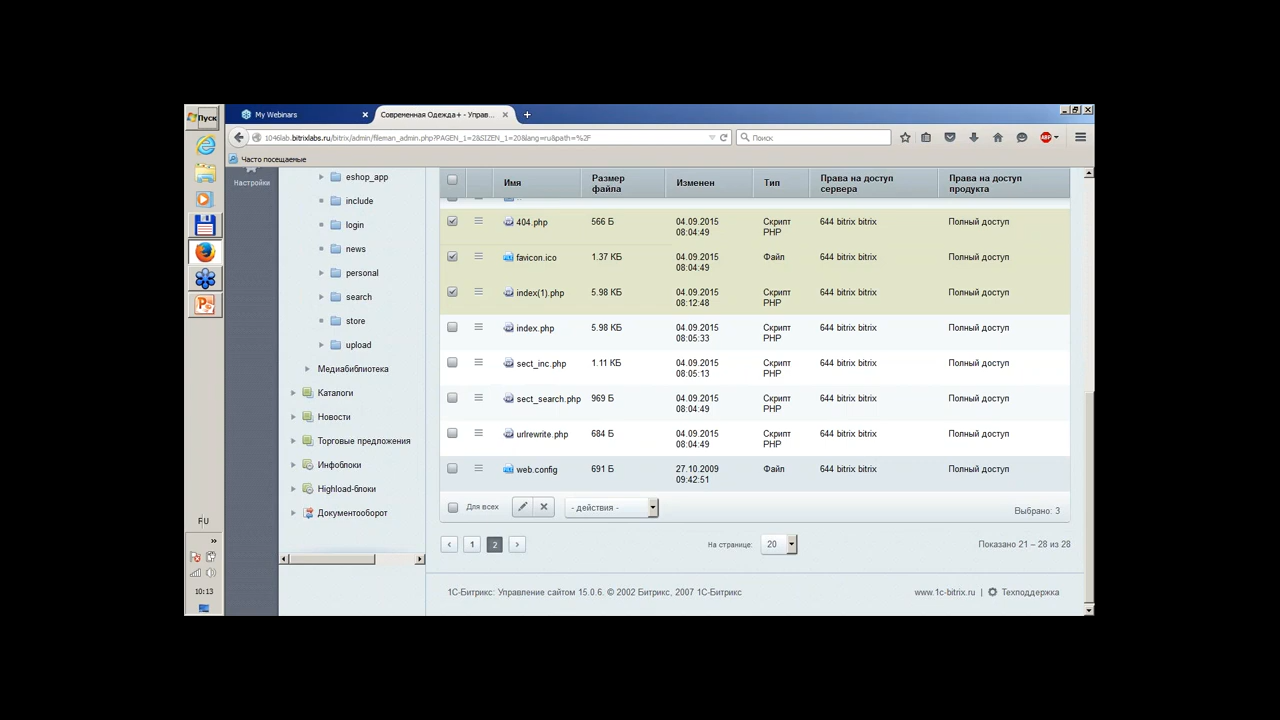 Пуск
My Webinars
Современная Одежда+ - Управ...
1046lab.bitrixlabs.ru/bitrix/admin/fileman_admin.php?PAGEN_1=2&SIZEN_1=20&lang=ru&path=%2F
Поиск
ABP
Часто посещаемые
Настройки
eshop_app
include
login
news
personal
search
store
upload
Медиабиблиотека
Каталоги
Новости
Торговые предложения
Инфоблоки
Highload-блоки
Документооборот
Имя Размер файла Изменен Тип Права на доступ сервера Права на доступ продукта
..
404.php 566 Б 04.09.2015 08:04:49 Скрипт PHP 644 bitrix bitrix Полный доступ
favicon.ico 1.37 КБ 04.09.2015 08:04:49 Файл 644 bitrix bitrix Полный доступ
index(1).php 5.98 КБ 04.09.2015 08:12:48 Скрипт PHP 644 bitrix bitrix Полный доступ
index.php 5.98 КБ 04.09.2015 08:05:33 Скрипт PHP 644 bitrix bitrix Полный доступ
sect_inc.php 1.11 КБ 04.09.2015 08:05:13 Скрипт PHP 644 bitrix bitrix Полный доступ
sect_search.php 969 Б 04.09.2015 08:04:49 Скрипт PHP 644 bitrix bitrix Полный доступ
urlrewrite.php 684 Б 04.09.2015 08:04:49 Скрипт PHP 644 bitrix bitrix Полный доступ
web.config 691 Б 27.10.2009 09:42:51 Файл 644 bitrix bitrix Полный доступ
Для всех - действия - Выбрано: 3
1 2 На странице: 20 Показано 21 – 28 из 28
1С-Битрикс: Управление сайтом 15.0.6. © 2002 Битрикс, 2007 1С-Битрикс
www.1c-bitrix.ru | Техподдержка
RU
10:13